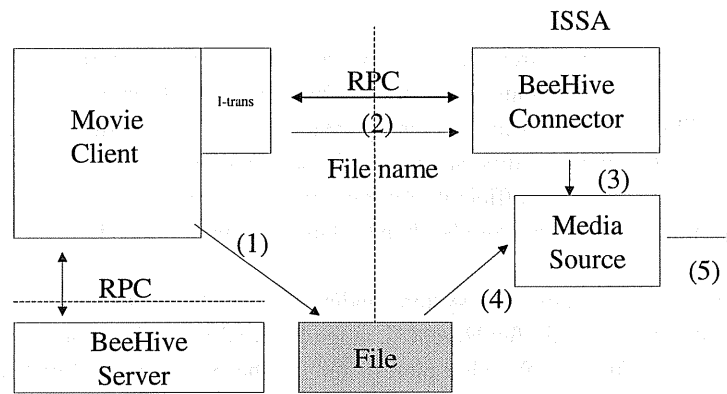 ISSA
Movie
Client
I-trans
RPC
(2)
File name
BeeHive
Connector
(3)
Media
Source
(1)
(4)
(5)
RPC
BeeHive
Server
File